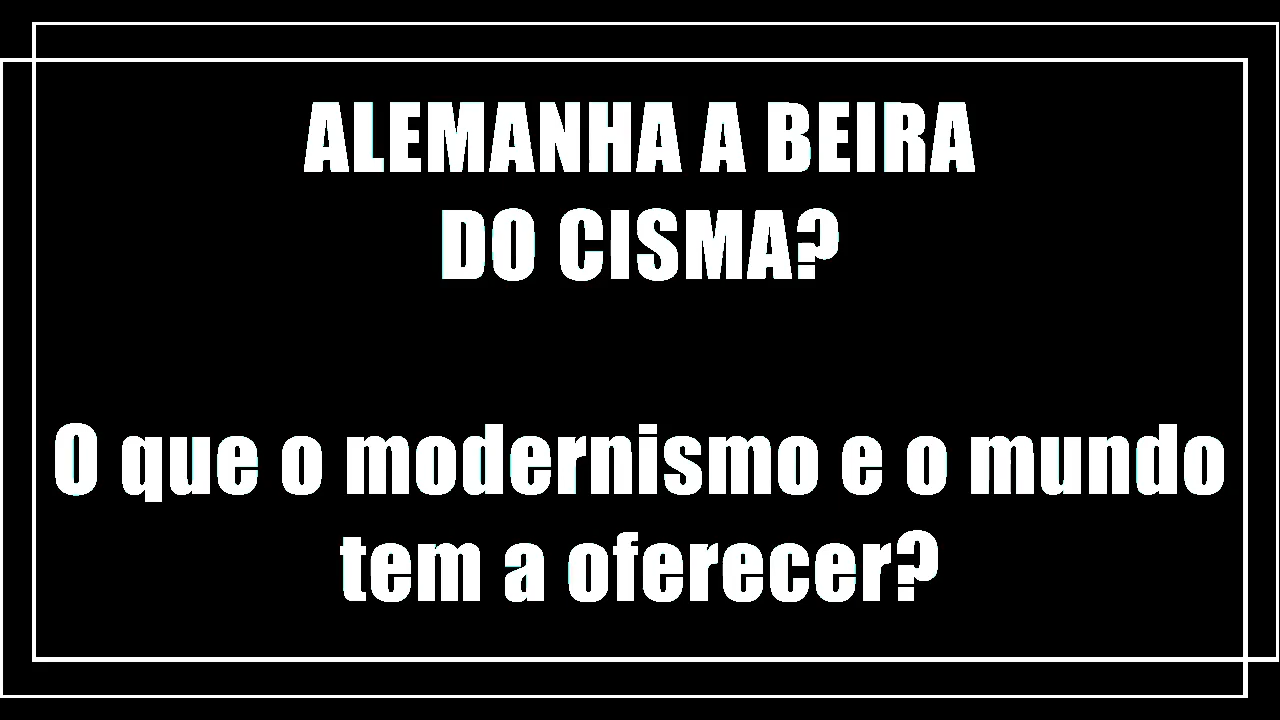 ALEMANHA A BEIRA
DO CISMA?
O que o modernismo e o mundo
tem a oferecer?